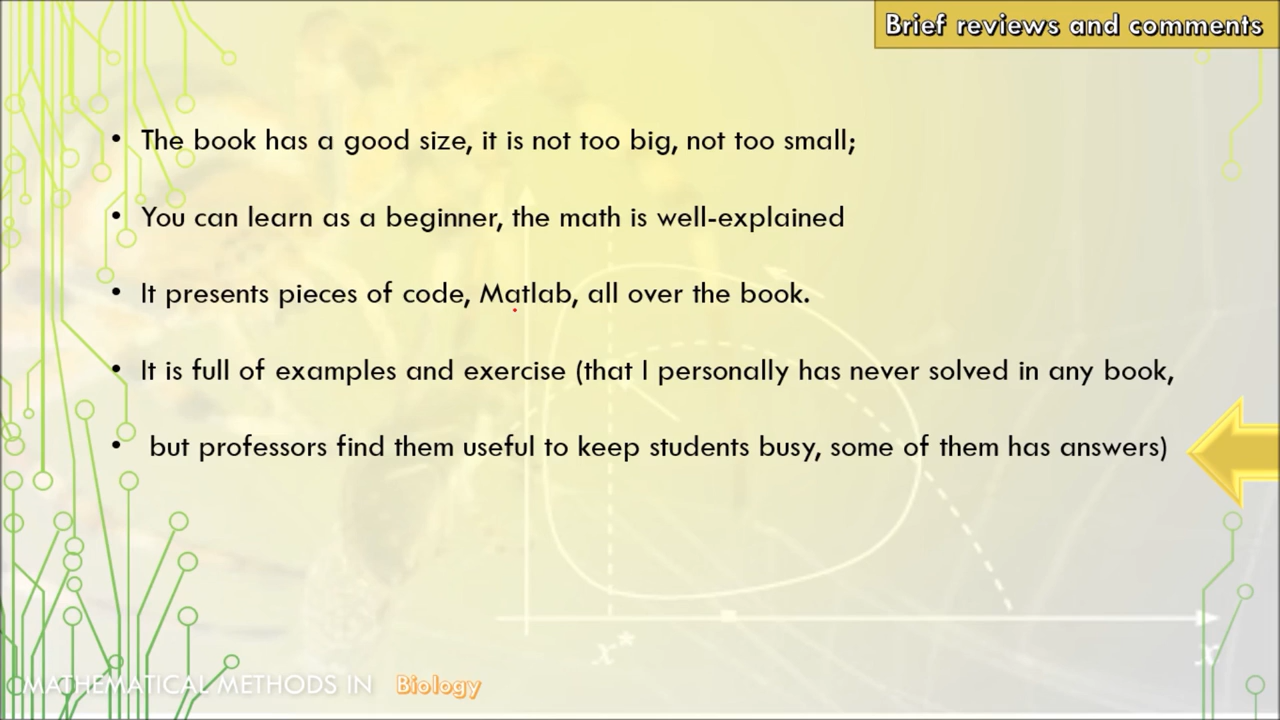 Brief reviews and comments
• The book has a good size, it is not too big, not too small;
• You can learn as a beginner, the math is well-explained
• It presents pieces of code, Matlab, all over the book.
• It is full of examples and exercise (that I personally has never solved in any book,
• but professors find them useful to keep students busy, some of them has answers)
x*
x
MATHEMATICAL METHODS IN Biology